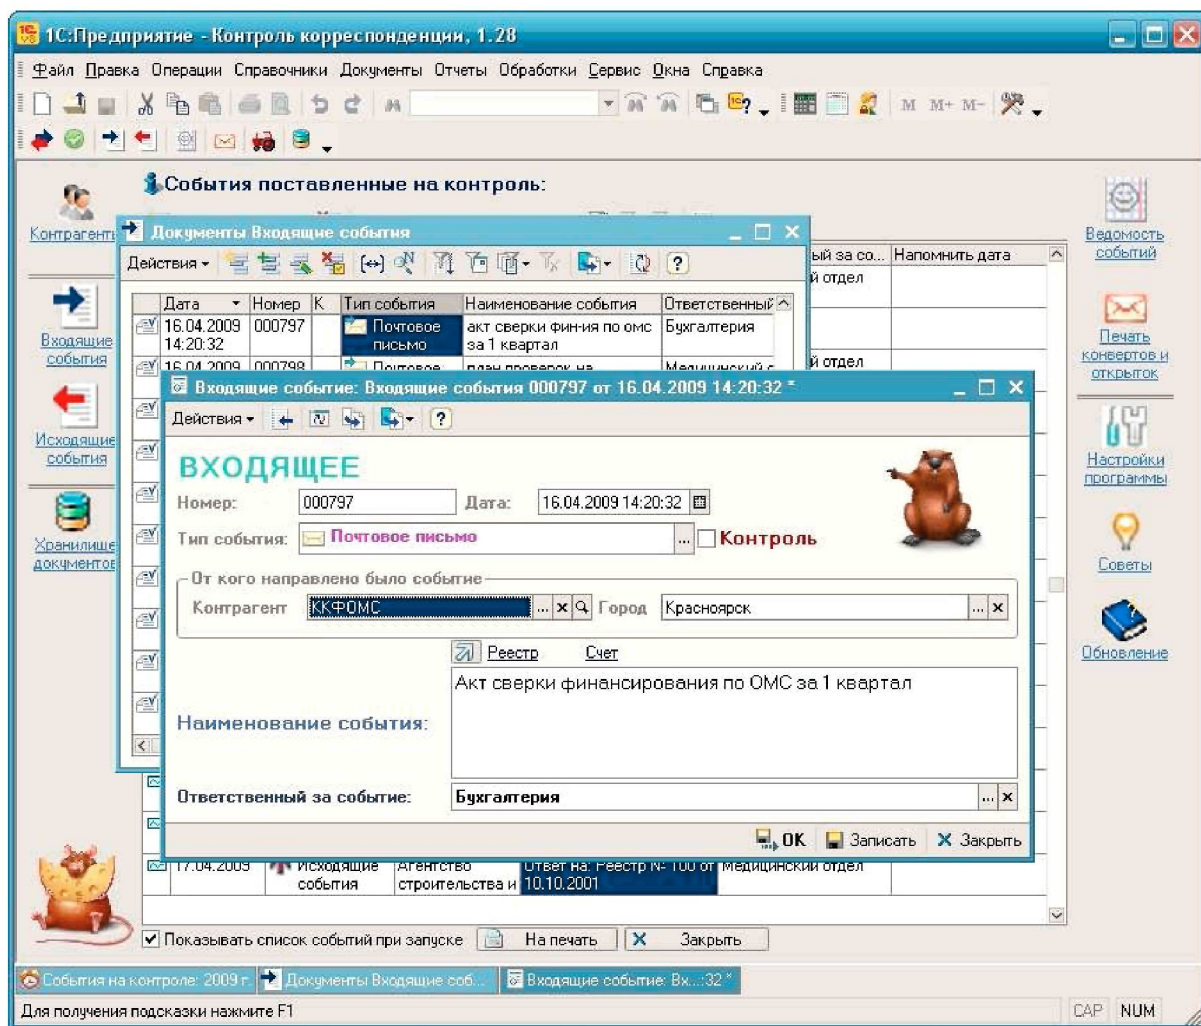 1С:Предприятие - Контроль корреспонденции, 1.28
Файл Правка Операции Справочники Документы Отчеты Обработки Сервис Окна Справка
M M+ M-
События поставленные на контроль:
Контрагенты
Входящие события
Исходящие события
Хранилище документов
Ведомость событий
Печать конвертов и открыток
Настройки программы
Советы
Обновление
ый за со... Напомнить дата
й отдел
й отдел
Документы Входящие события
Действия
Дата Номер К Тип события Наименование события Ответственный
16.04.2009 000797 Почтовое акт сверки фин-ия по омс Бухгалтерия
14:20:32 письмо за 1 квартал
16.04.2009 000798 Почтовое план проверок на Медицинский о
Входящие событие: Входящие события 000797 от 16.04.2009 14:20:32 *
Действия
ВХОДЯЩЕЕ
Номер: 000797 Дата: 16.04.2009 14:20:32
Тип события: Почтовое письмо ... Контроль
От кого направлено было событие
Контрагент ККФОМС ... Город Красноярск ...
Реестр Счет
Акт сверки финансирования по ОМС за 1 квартал
Наименование события:
Ответственный за событие: Бухгалтерия ...
OK Записать Закрыть
17.04.2009 Исходящие Агентство Ответ на: Реестр № 100 от Медицинский отдел
события строительства и 10.10.2001
Показывать список событий при запуске На печать Закрыть
События на контроле: 2009 г. Документы Входящие соб... Входящие событие: Вх...:32 *
Для получения подсказки нажмите F1 CAP NUM